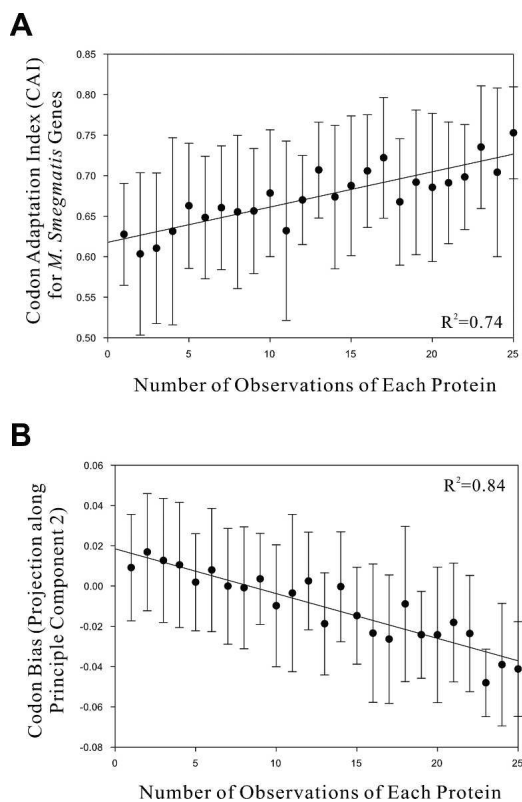 A
Codon Adaptation Index (CAI)
for M. Smegmatis Genes
0.85
0.80
0.75
0.70
0.65
0.60
0.55
0.50
R²=0.74
0 5 10 15 20 25
Number of Observations of Each Protein
B
Codon Bias (Projection along
Principle Component 2)
0.06
0.04
0.02
0.00
-0.02
-0.04
-0.06
-0.08
R²=0.84
0 5 10 15 20 25
Number of Observations of Each Protein